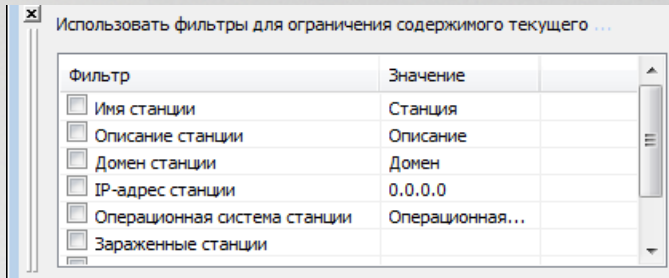 Использовать фильтры для ограничения содержимого текущего ...
Фильтр Значение
Имя станции Станция
Описание станции Описание
Домен станции Домен
IP-адрес станции 0.0.0.0
Операционная система станции Операционная...
Зараженные станции